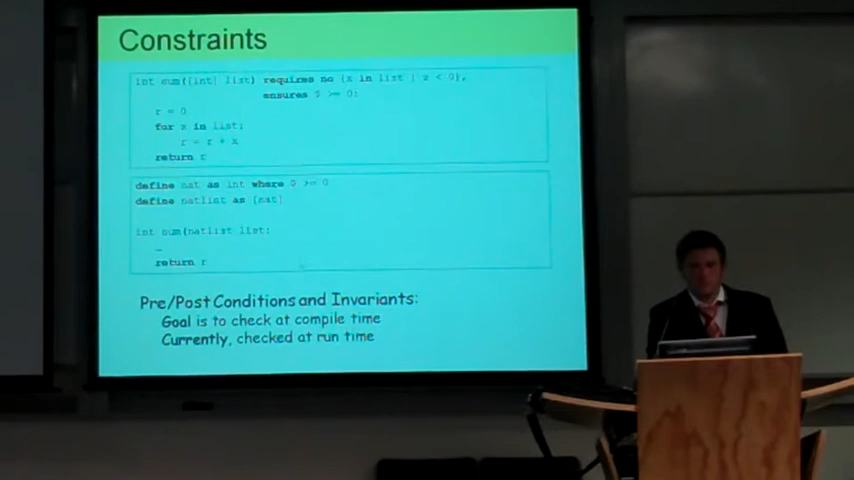 Constraints
int sum([int] list) requires no {x in list | x < 0},
ensures $ >= 0:
r = 0
for x in list:
r = r + x
return r
define nat as int where $ >= 0
define natlist as [nat]
int sum(natlist list:
…
return r
Pre/Post Conditions and Invariants:
Goal is to check at compile time
Currently, checked at run time